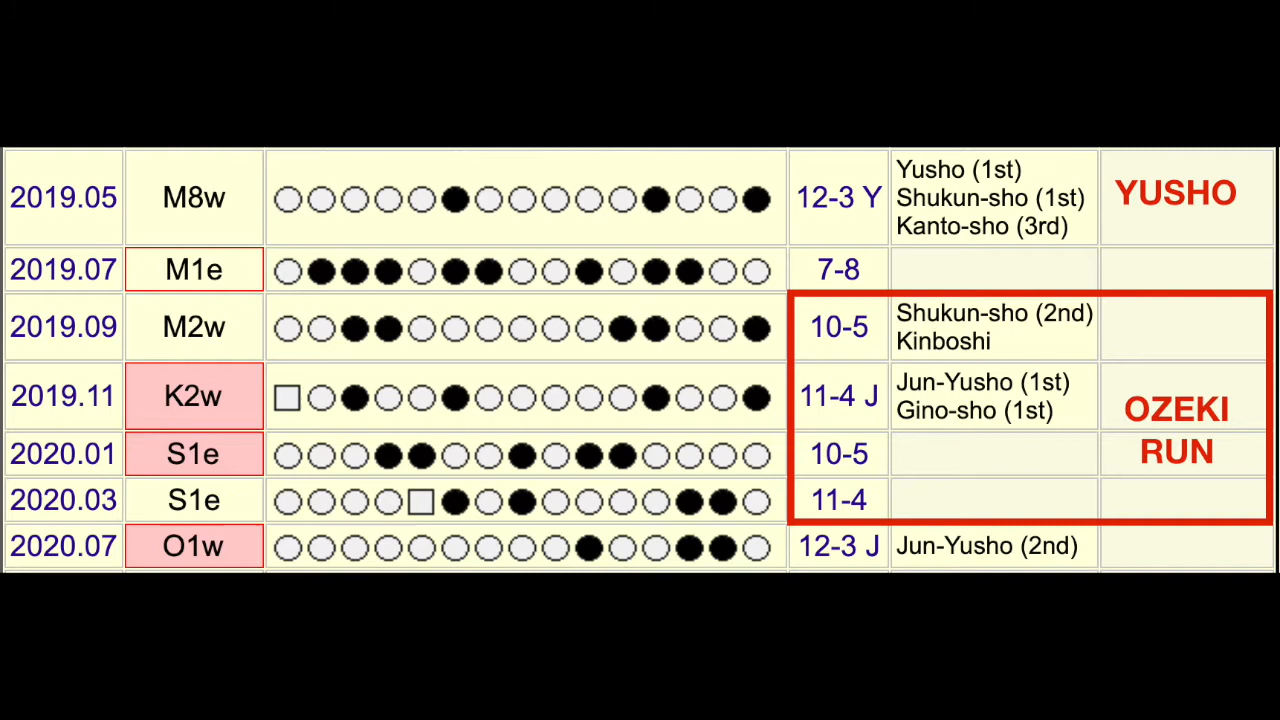 2019.05 M8w 12-3 Y Yusho (1st) YUSHO
Shukun-sho (1st)
Kanto-sho (3rd)
2019.07 M1e 7-8
2019.09 M2w 10-5 Shukun-sho (2nd)
Kinboshi
2019.11 K2w 11-4 J Jun-Yusho (1st)
Gino-sho (1st)
OZEKI
RUN
2020.01 S1e 10-5
2020.03 S1e 11-4
2020.07 O1w 12-3 J Jun-Yusho (2nd)